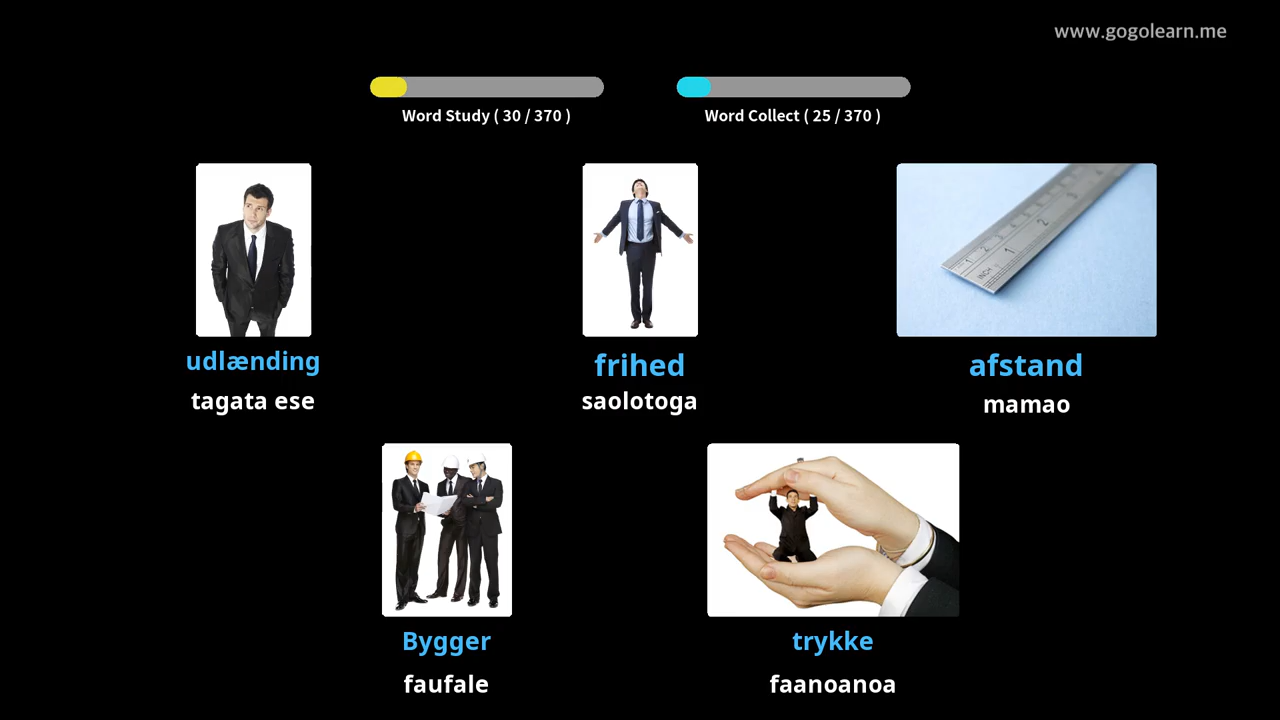 www.gogolearn.me
Word Study ( 30 / 370 )
Word Collect ( 25 / 370 )
udlænding
tagata ese
frihed
saolotoga
afstand
mamao
Bygger
faufale
trykke
faanoanoa